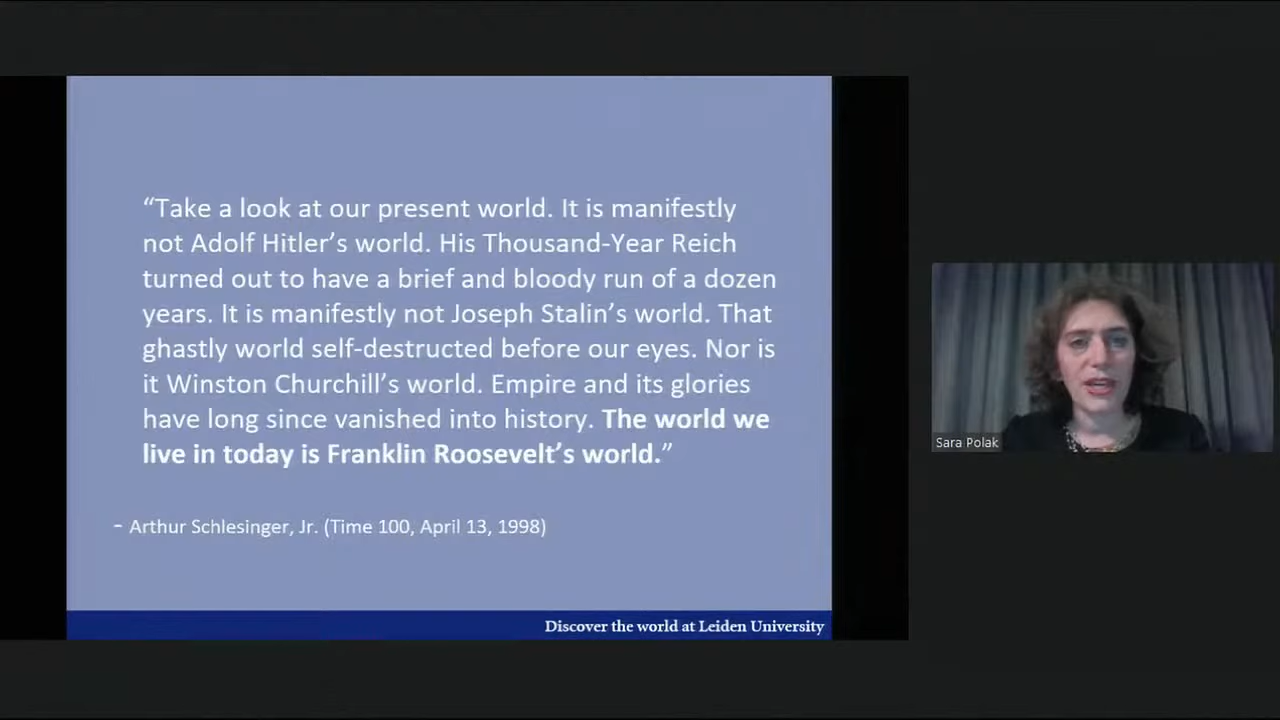 “Take a look at our present world. It is manifestly
not Adolf Hitler’s world. His Thousand-Year Reich
turned out to have a brief and bloody run of a dozen
years. It is manifestly not Joseph Stalin’s world. That
ghastly world self-destructed before our eyes. Nor is
it Winston Churchill’s world. Empire and its glories
have long since vanished into history. The world we
live in today is Franklin Roosevelt’s world.”
- Arthur Schlesinger, Jr. (Time 100, April 13, 1998)
Discover the world at Leiden University
Sara Polak